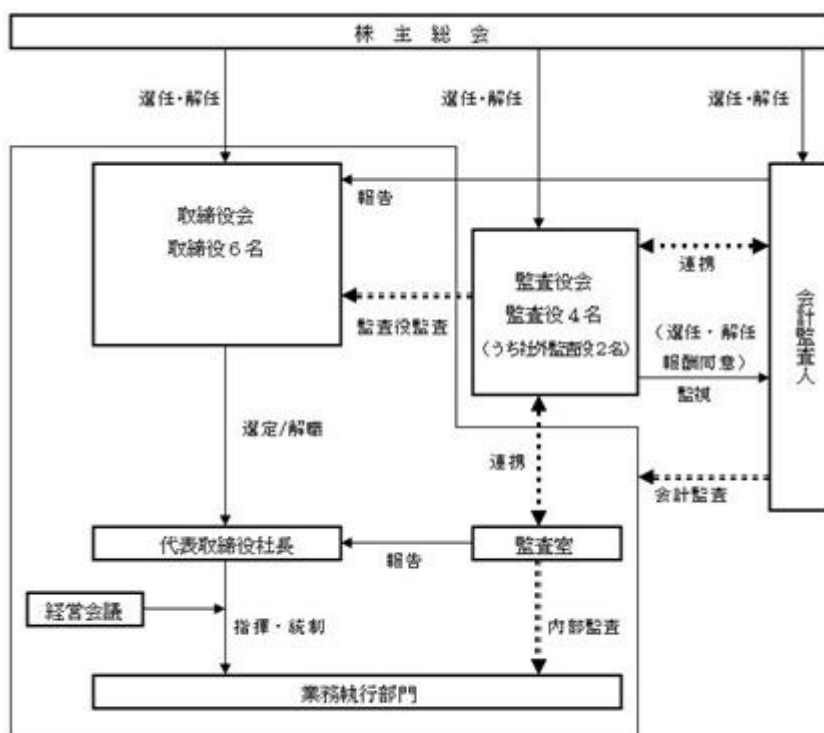 株主総会
選任・解任
選任・解任
選任・解任
取締役会
取締役6名
報告
監査役会
監査役4名
(うち社外監査役2名)
連携
監査役監査
(選任・解任
報酬同意)
監視
会計監査人
選定/解職
連携
会計監査
代表取締役社長
報告
監査室
経営会議
指揮・統制
内部監査
業務執行部門